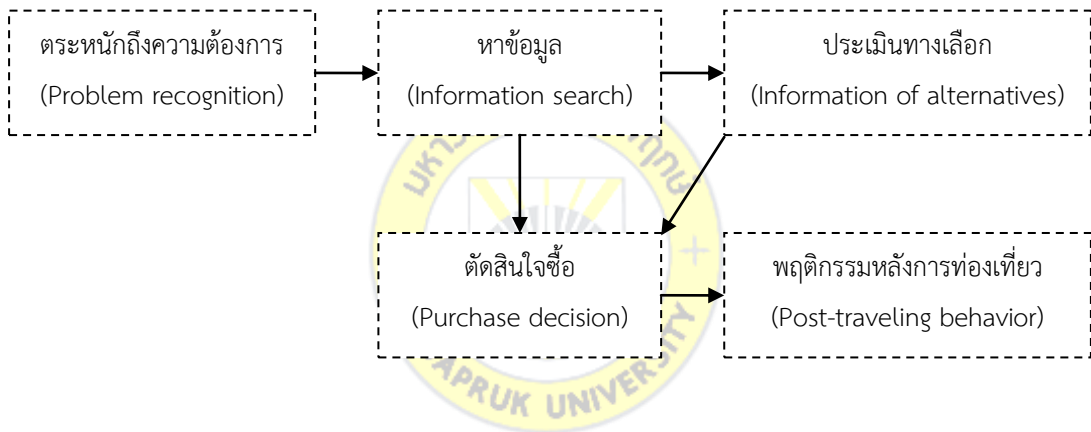 ตระหนักถึงความต้องการ
(Problem recognition)
หาข้อมูล
(Information search)
ประเมินทางเลือก
(Information of alternatives)
ตัดสินใจซื้อ
(Purchase decision)
พฤติกรรมหลังการท่องเที่ยว
(Post-traveling behavior)
APRUK UNIVERSITY